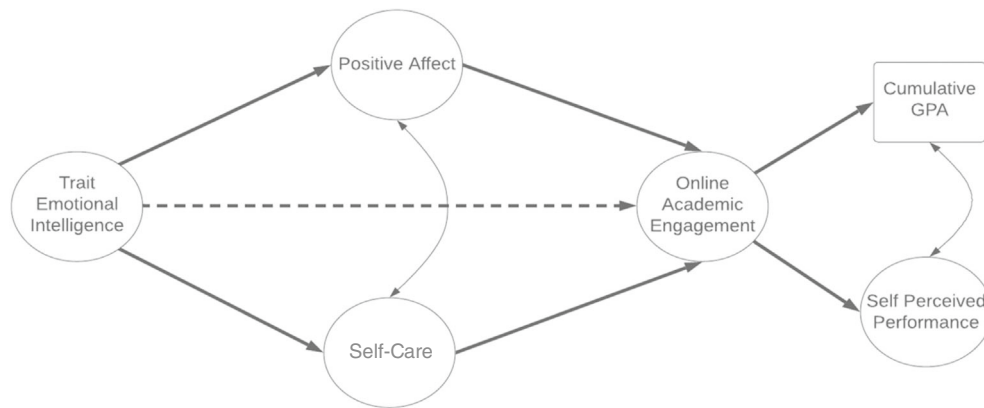 Positive Affect
Cumulative
GPA
Trait
Emotional
Intelligence
Online
Academic
Engagement
Self-Care
Self Perceived
Performance